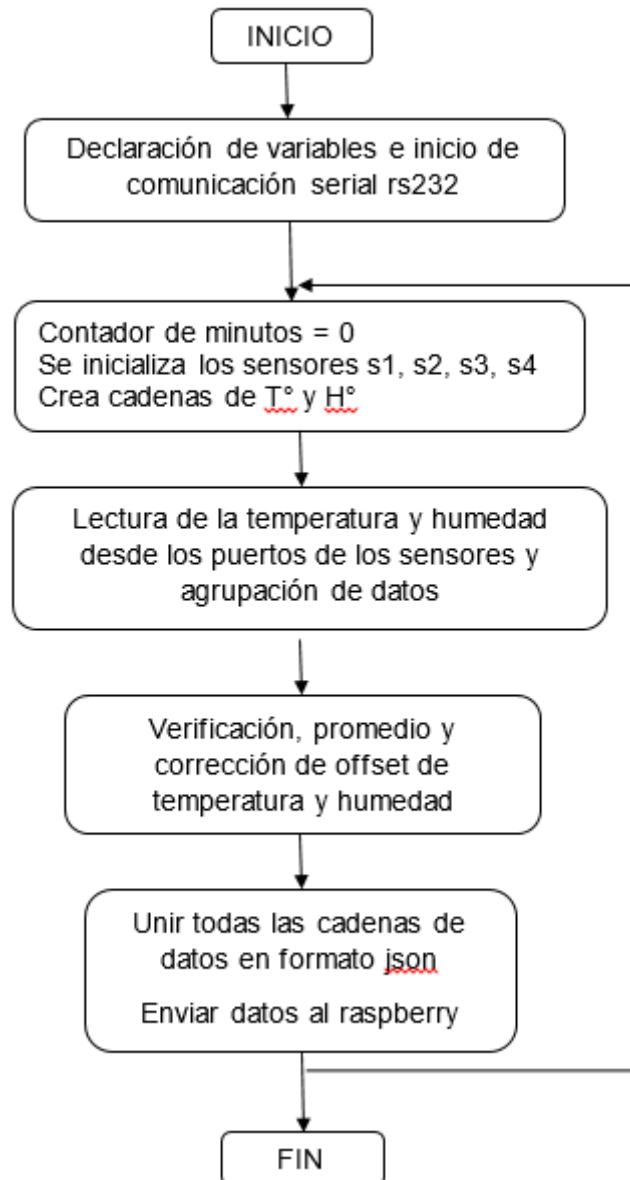 INICIO
Declaración de variables e inicio de
comunicación serial rs232
Contador de minutos = 0
Se inicializa los sensores s1, s2, s3, s4
Crea cadenas de T° y H°
Lectura de la temperatura y humedad
desde los puertos de los sensores y
agrupación de datos
Verificación, promedio y
corrección de offset de
temperatura y humedad
Unir todas las cadenas de
datos en formato json
Enviar datos al raspberry
FIN